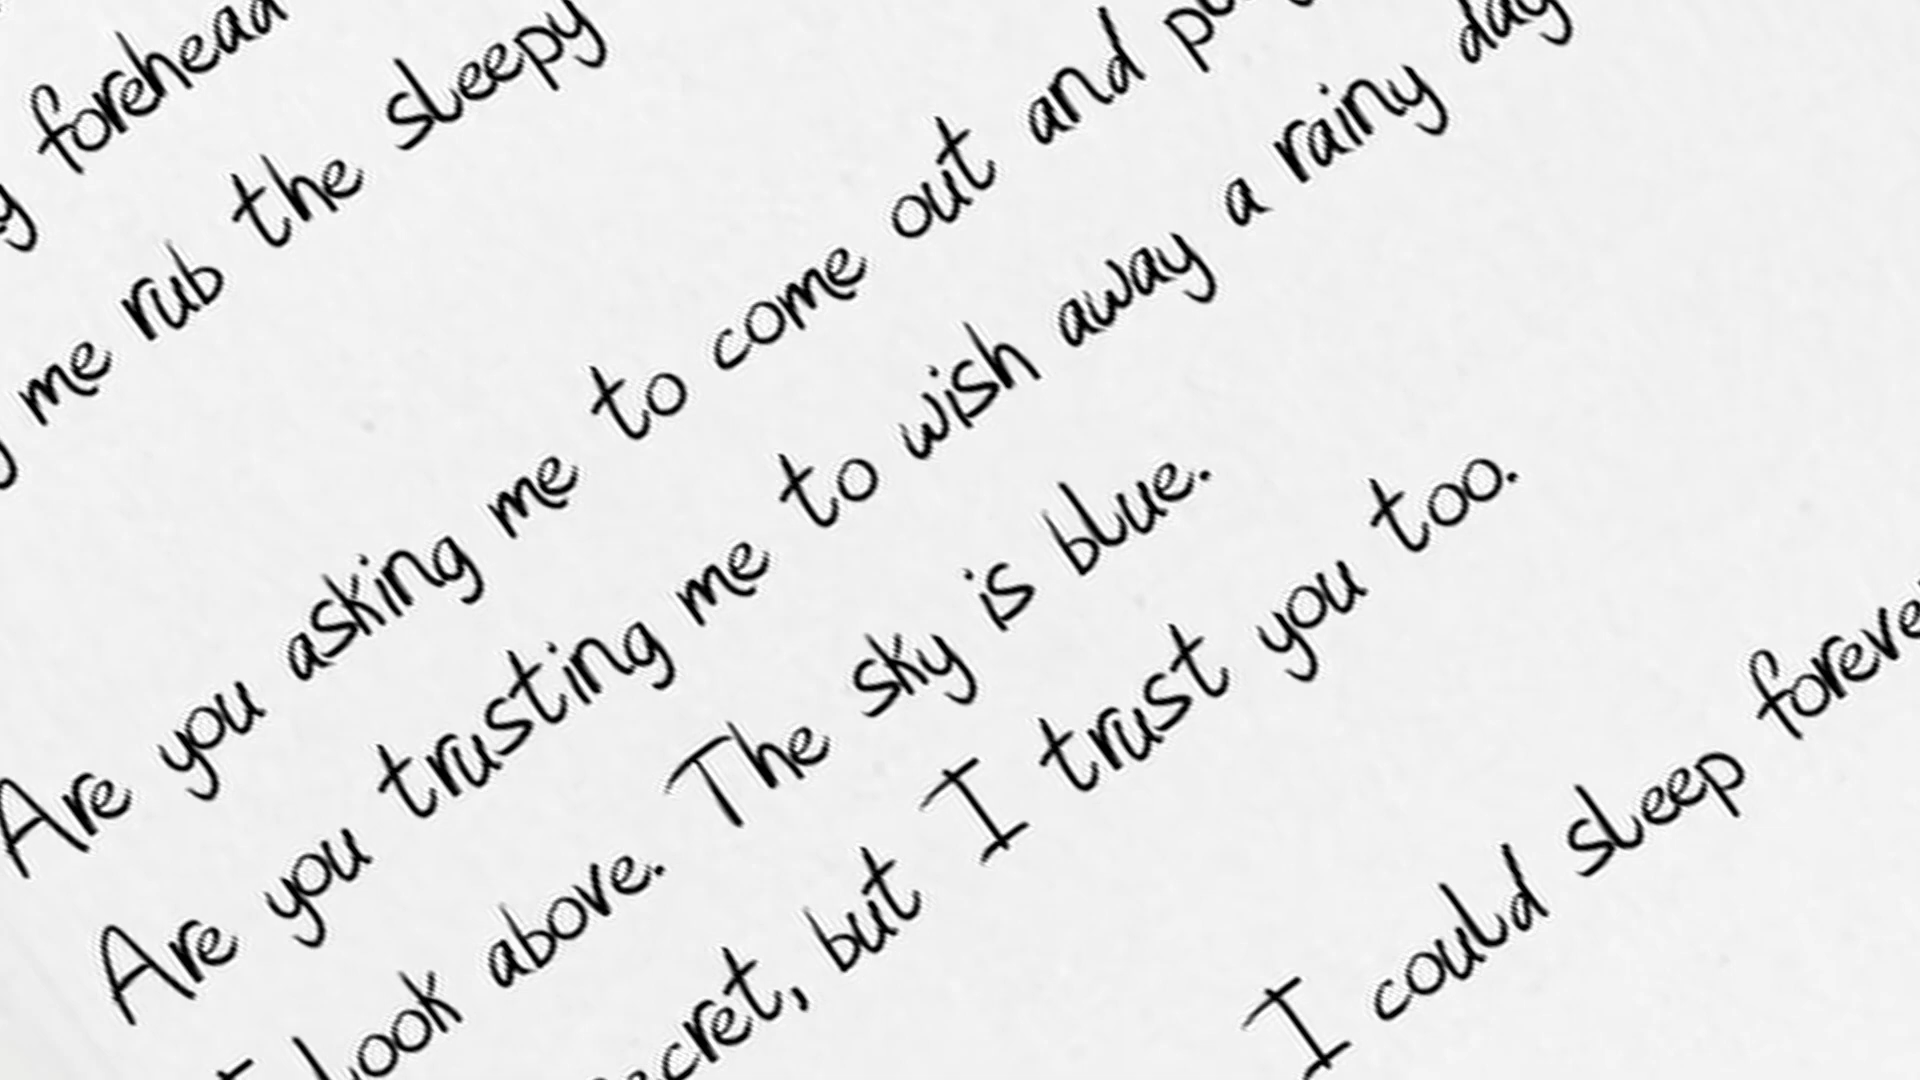 forehead
me rub the sleepy
Are you asking me to come out and
Are you trusting me to wish away a rainy day
Look above. The sky is blue.
but I trust you too.
I could sleep